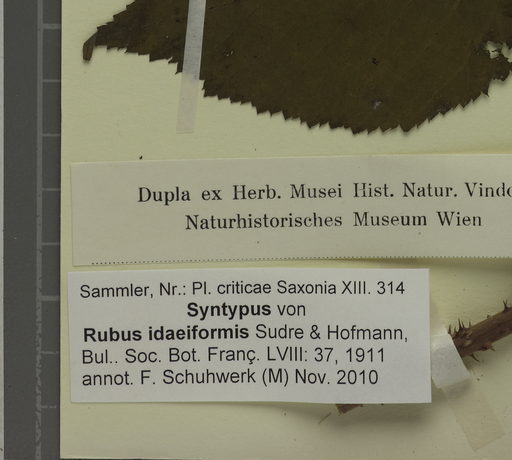 Dupla ex Herb. Musei Hist. Natur.
Naturhistorisches Museum Wien
Sammler, Nr.: Pl. criticae Saxonia XIII. 314
Syntypus von
Rubus idaeiformis Sudre & Hofmann,
Bul.. Soc. Bot. Franç. LVIII: 37, 1911
annot. F. Schuhwerk (M) Nov. 2010